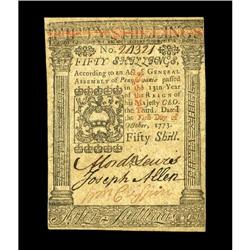 FIFTY SHILLINGS
No. 21321
FIFTY SHILLINGS,
According to an Act of GENERAL
ASSEMBLY of Pennsylvania passed
in the 13th Year
of the REIGN of
his Majesty GEO.
the Third. Dated
the First Day of
October, 1773.
Fifty Shill.
Joseph Allen